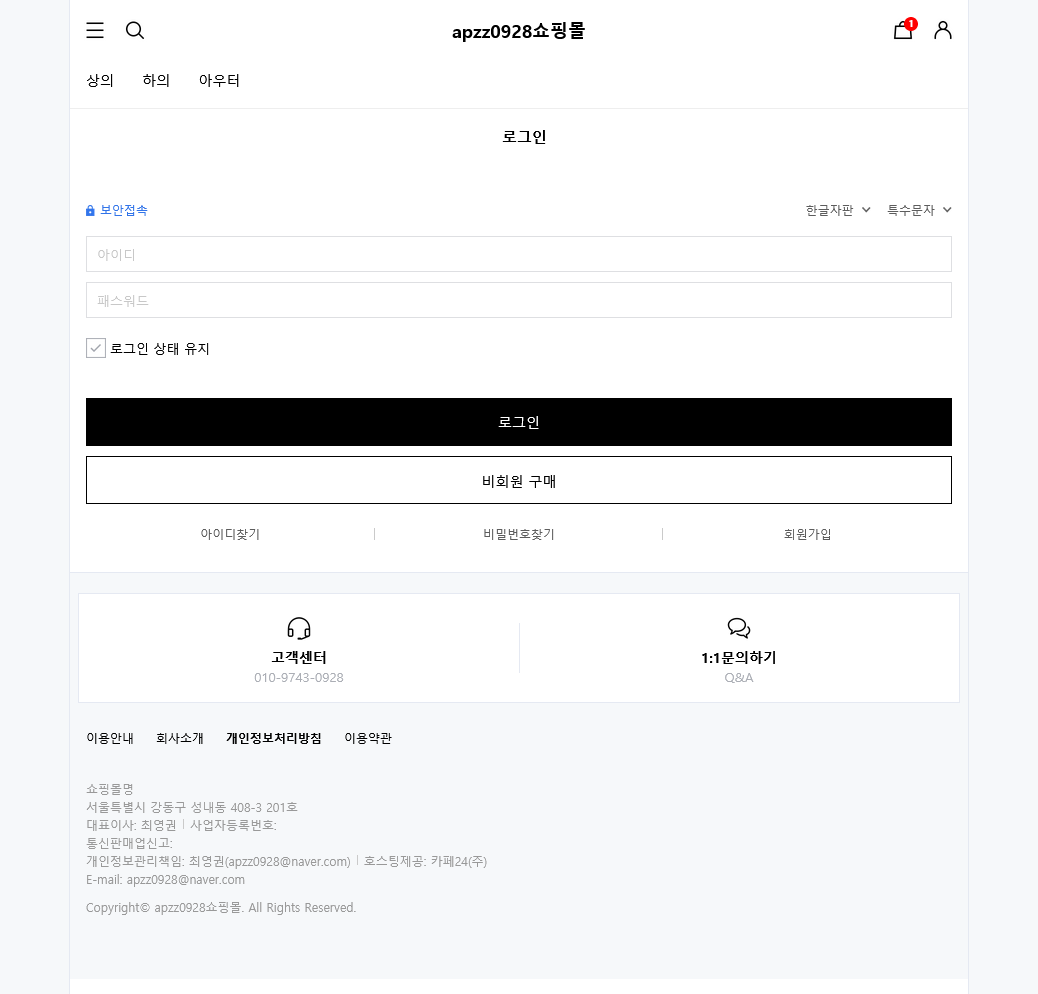 apzz0928쇼핑몰
1
상의 하의 아우터
로그인
보안접속 한글자판 특수문자
아이디
패스워드
로그인 상태 유지
로그인
비회원 구매
아이디찾기 비밀번호찾기 회원가입
고객센터 1:1문의하기
010-9743-0928 Q&A
이용안내 회사소개 개인정보처리방침 이용약관
쇼핑몰명
서울특별시 강동구 성내동 408-3 201호
대표이사: 최영권 | 사업자등록번호:
통신판매업신고:
개인정보관리책임: 최영권(apzz0928@naver.com) | 호스팅제공: 카페24(주)
E-mail: apzz0928@naver.com
Copyright© apzz0928쇼핑몰. All Rights Reserved.